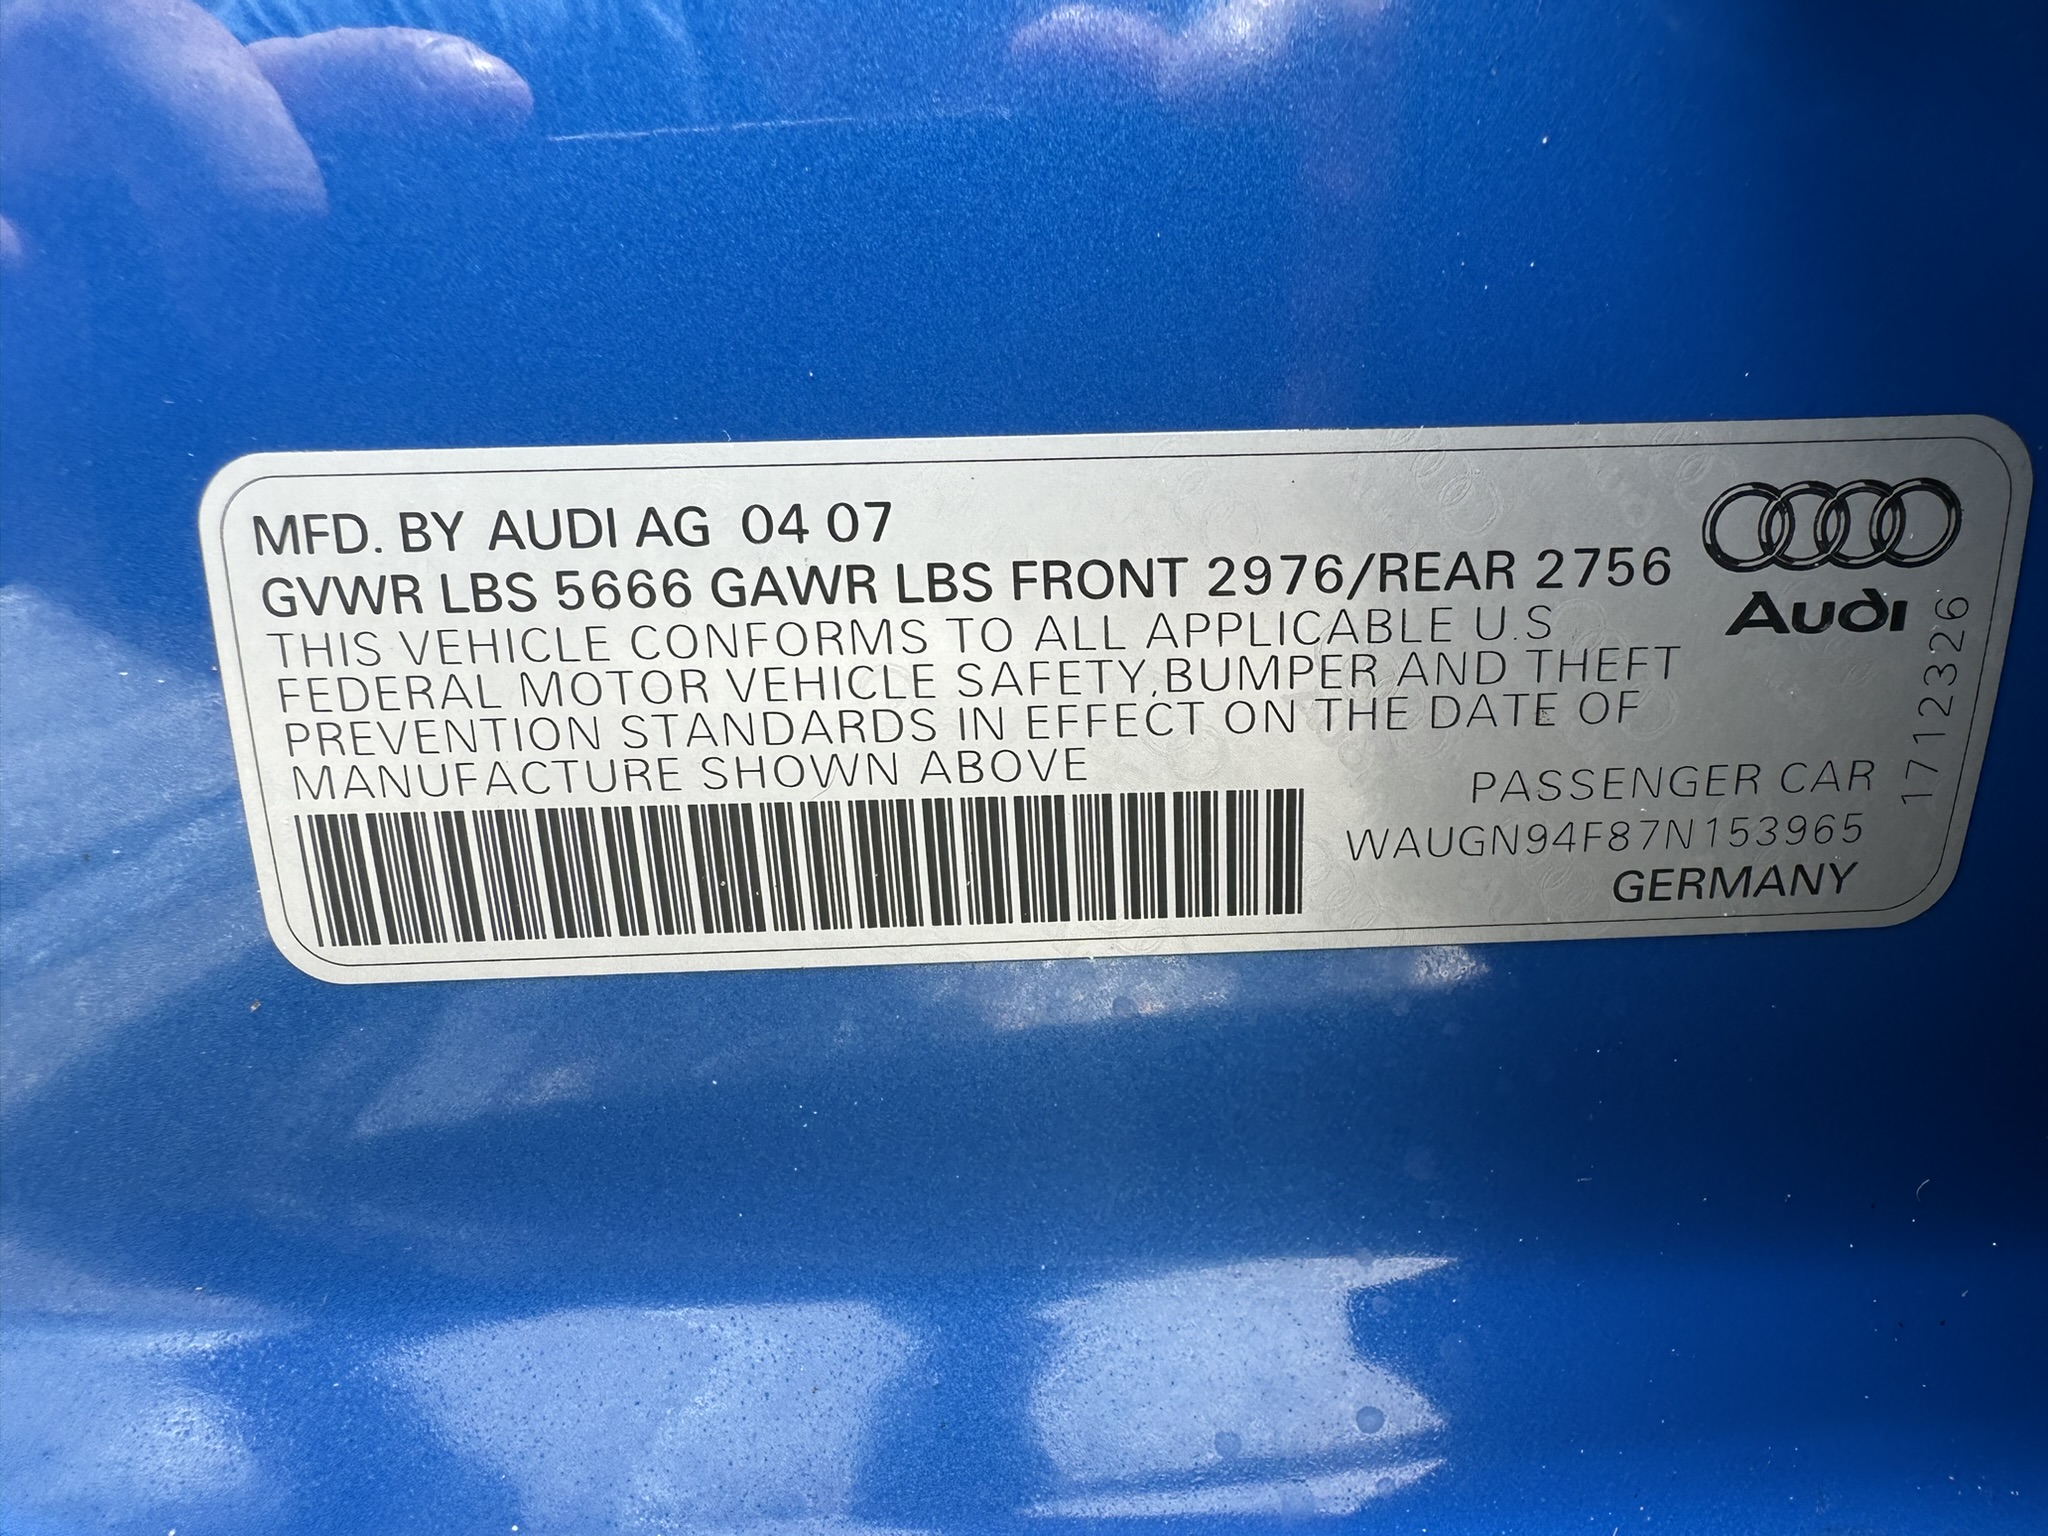 MFD. BY AUDI AG 04 07
GVWR LBS 5666 GAWR LBS FRONT 2976/REAR 2756
THIS VEHICLE CONFORMS TO ALL APPLICABLE U.S
FEDERAL MOTOR VEHICLE SAFETY,BUMPER AND THEFT
PREVENTION STANDARDS IN EFFECT ON THE DATE OF
MANUFACTURE SHOWN ABOVE
PASSENGER CAR
WAUGN94F87N153965
GERMANY
Audi
1712326